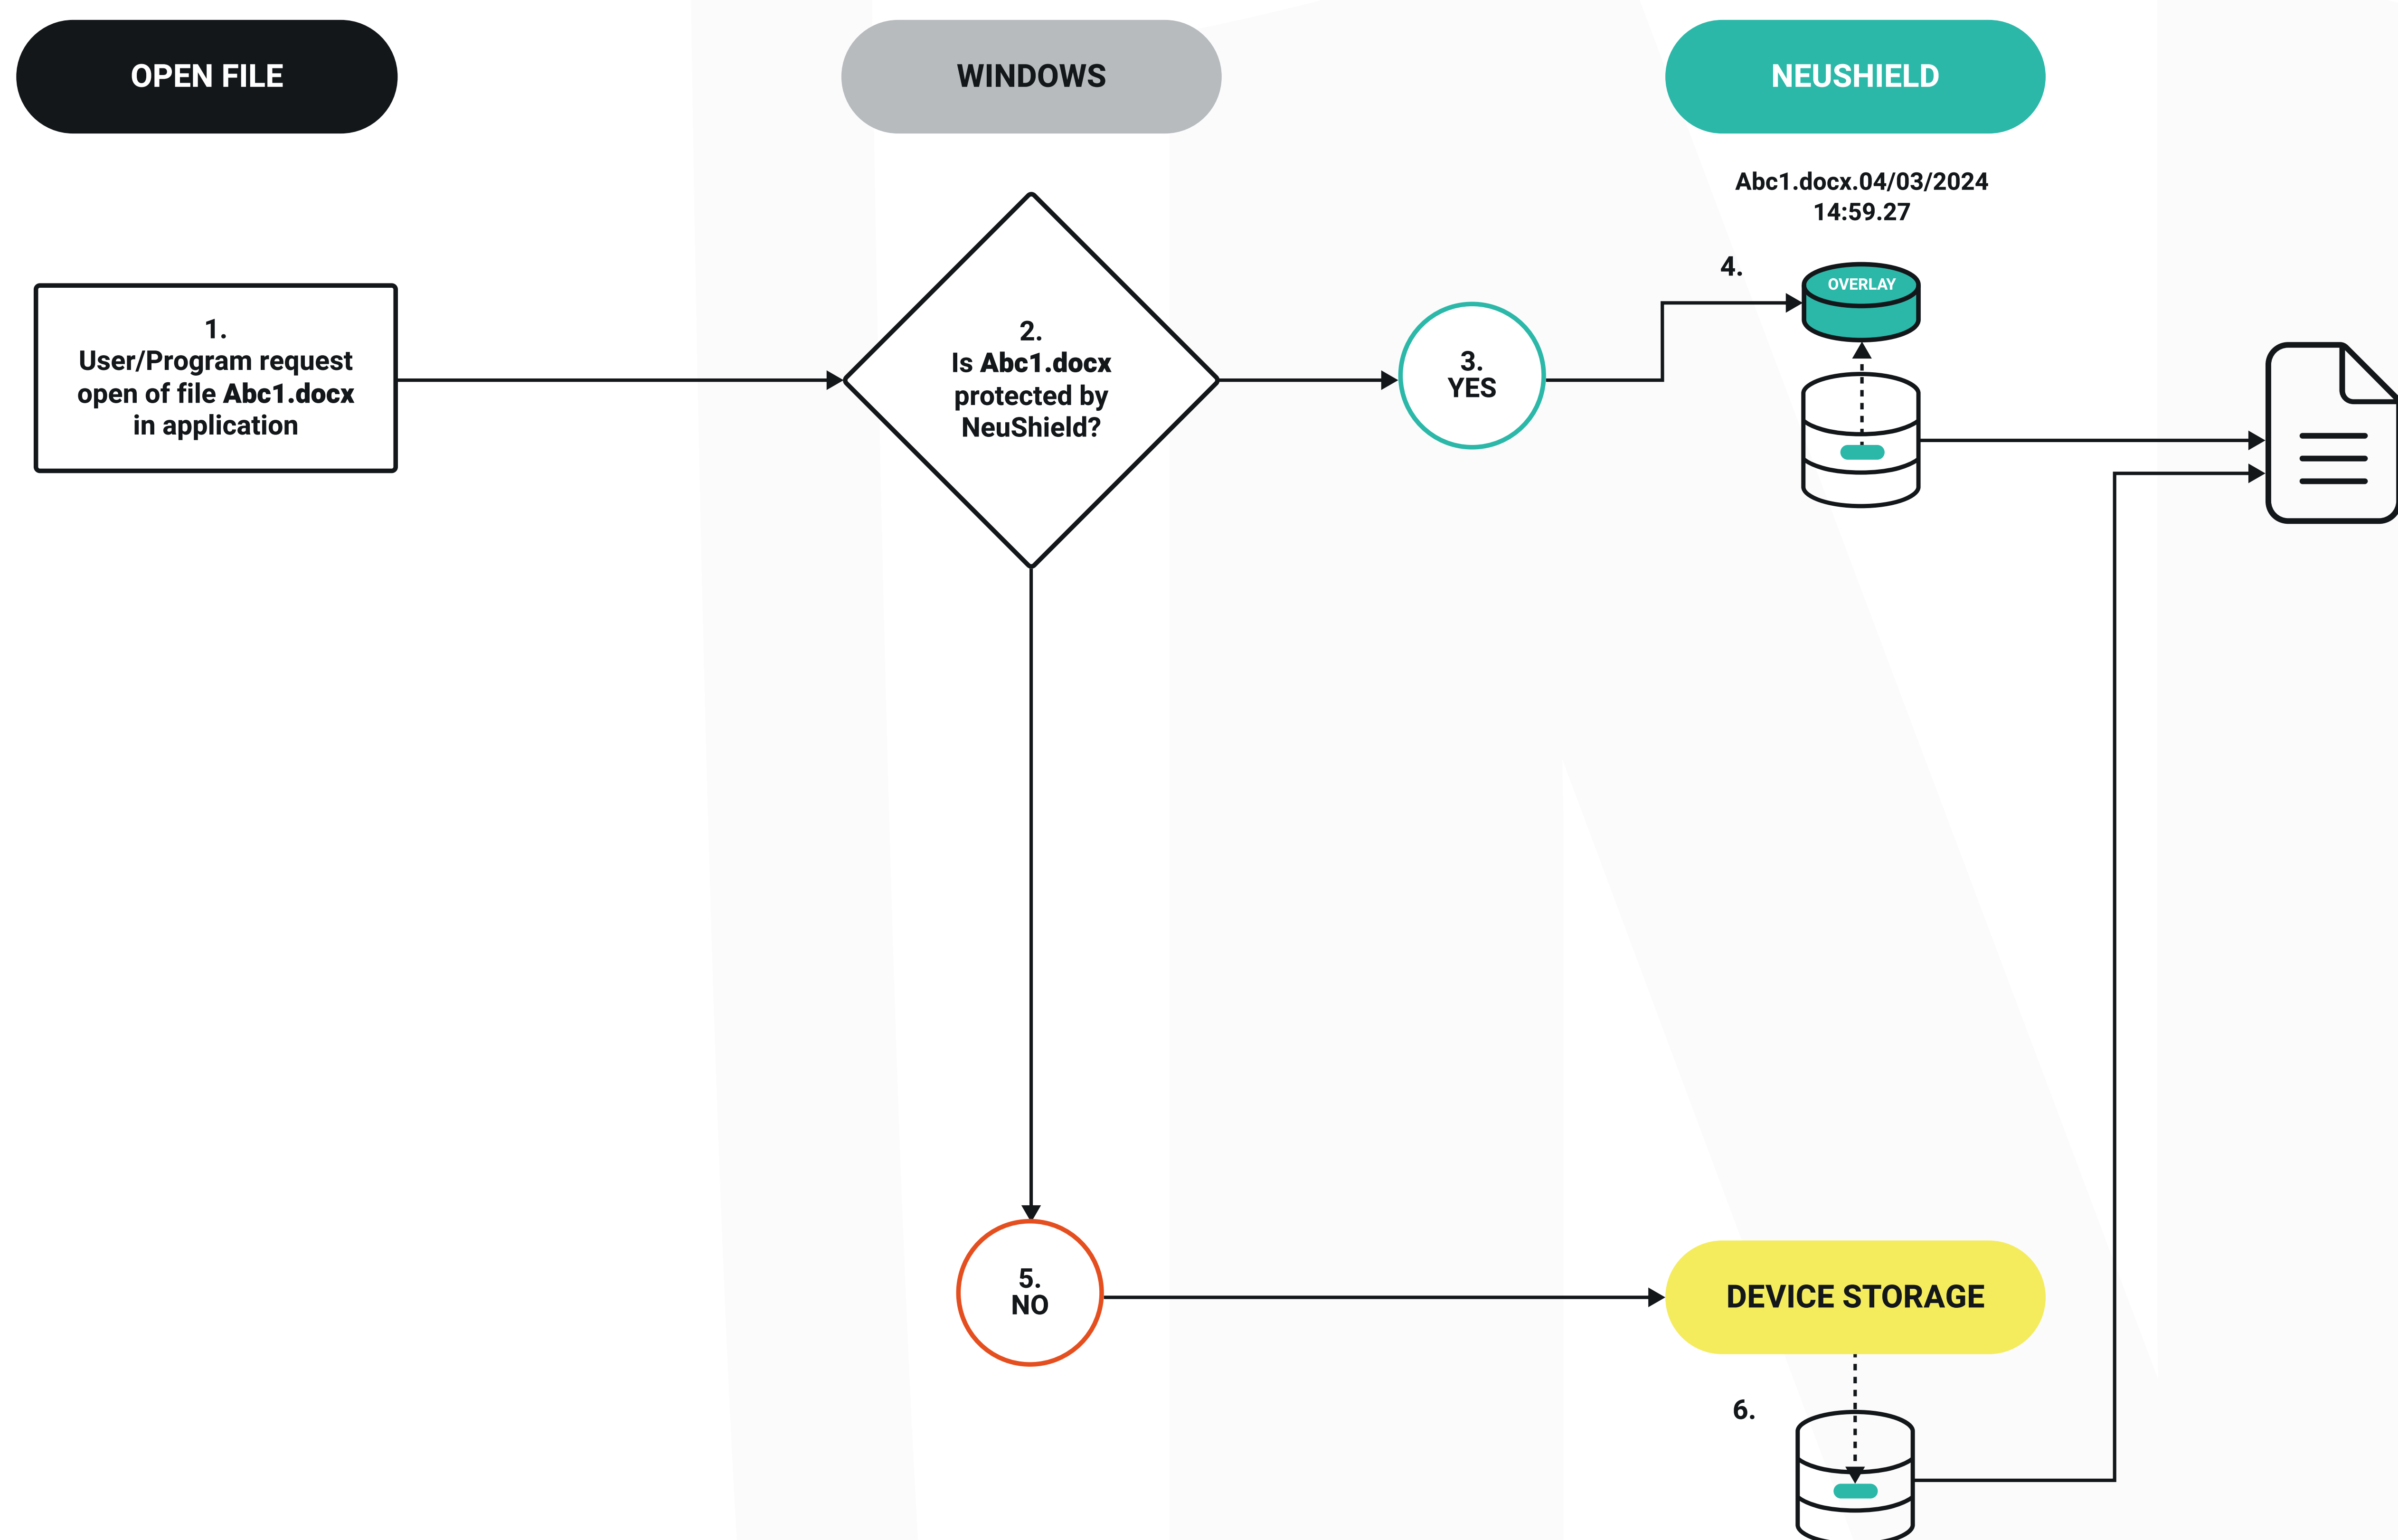 OPEN FILE
WINDOWS
NEUSHIELD
Abc1.docx.04/03/2024
14:59.27
1.
User/Program request
open of file Abc1.docx
in application
2.
Is Abc1.docx
protected by
NeuShield?
3.
YES
4.
OVERLAY
5.
NO
DEVICE STORAGE
6.